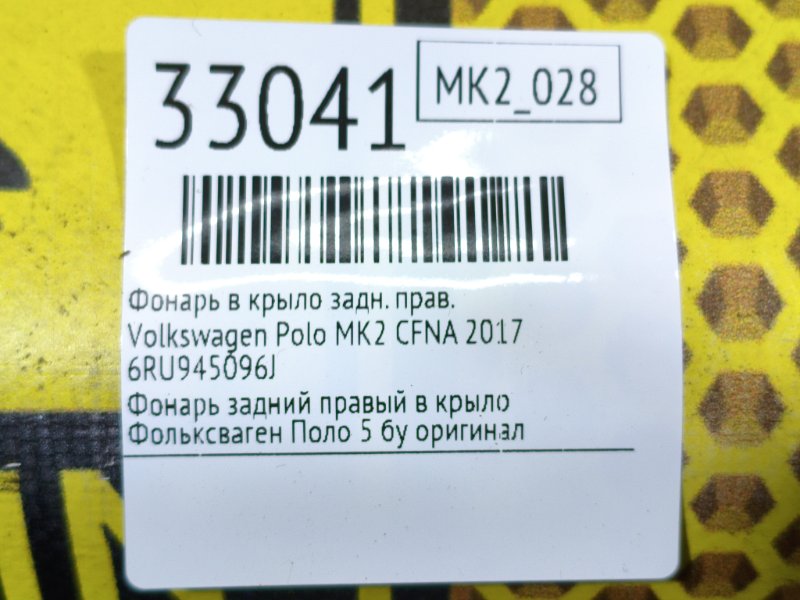 33041
MK2_028
Фонарь в крыло задн. прав.
Volkswagen Polo MK2 CFNA 2017
6RU945096J
Фонарь задний правый в крыло
Фольксваген Поло 5 бу оригинал